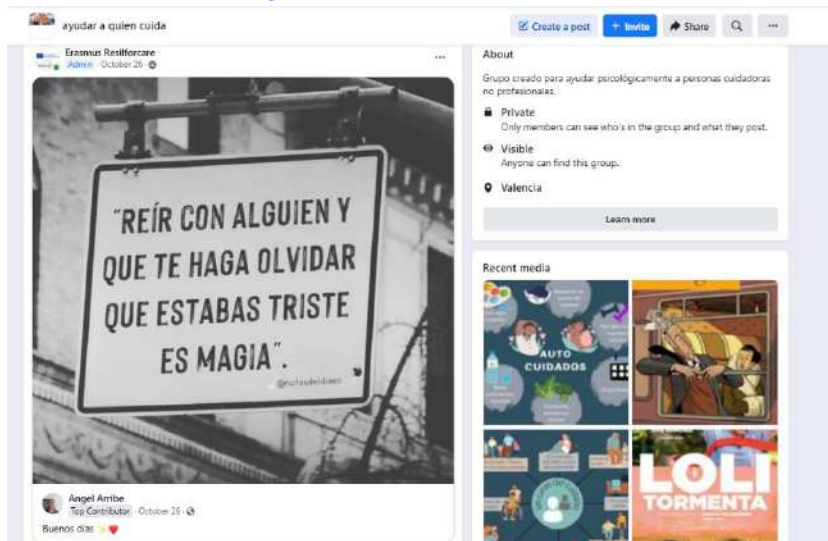 ayudar a quien cuida
Create a post
+ Invite
Share
Erasmus Resilforcare
Admin · October 26 ·
"REÍR CON ALGUIEN Y
QUE TE HAGA OLVIDAR
QUE ESTABAS TRISTE
ES MAGIA".
Angel Arribe
Top Contributor · October 26 ·
Buenos días
About
Grupo creado para ayudar psicológicamente a personas cuidadoras
no profesionales.
Private
Only members can see who's in the group and what they post.
Visible
Anyone can find this group.
Valencia
Learn more
Recent media
AUTO
CUIDADOS
LOLI
TORMENTA